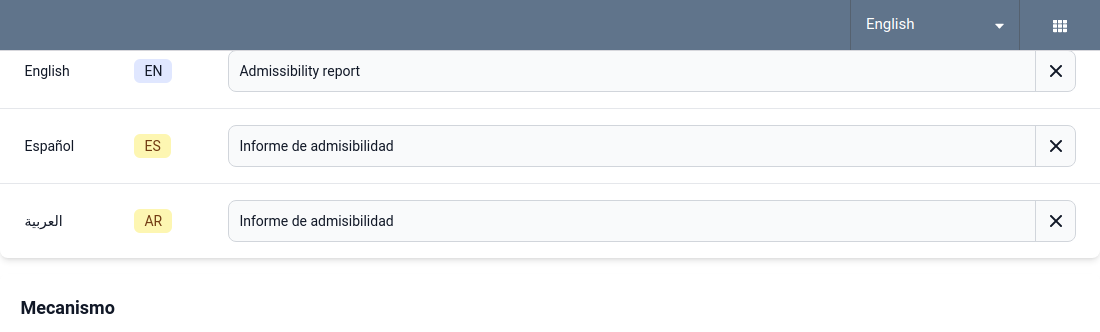 English
English EN Admissibility report
Español ES Informe de admisibilidad
العربية AR Informe de admisibilidad
Mecanismo